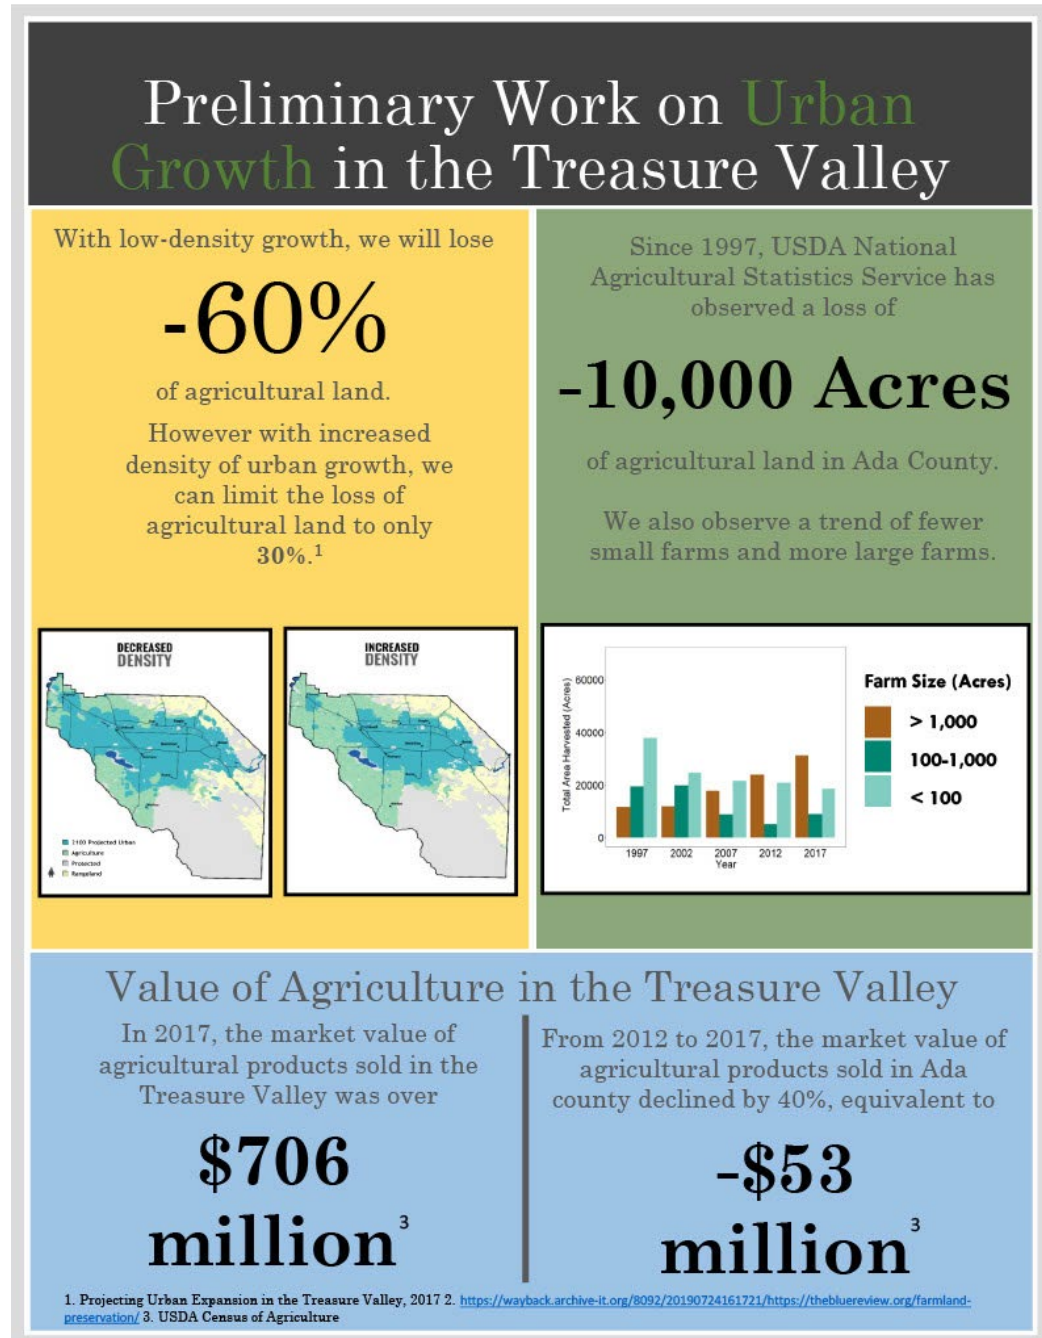 Preliminary Work on Urban
Growth in the Treasure Valley
With low-density growth, we will lose
-60%
of agricultural land.
However with increased
density of urban growth, we
can limit the loss of
agricultural land to only
30%.1
DECREASED
DENSITY
2100 Projected Urban
Agriculture
Protected
Rangeland
INCREASED
DENSITY
Since 1997, USDA National
Agricultural Statistics Service has
observed a loss of
-10,000 Acres
of agricultural land in Ada County.
We also observe a trend of fewer
small farms and more large farms.
Total Area Harvested (Acres)
60000
40000
20000
0
1997 2002 2007 2012 2017
Year
Farm Size (Acres)
> 1,000
100-1,000
< 100
Value of Agriculture in the Treasure Valley
In 2017, the market value of
agricultural products sold in the
Treasure Valley was over
$706
million3
From 2012 to 2017, the market value of
agricultural products sold in Ada
county declined by 40%, equivalent to
-$53
million3
1. Projecting Urban Expansion in the Treasure Valley, 2017 2. https://wayback.archive-it.org/8092/20190724161721/https://thebluereview.org/farmland-
preservation/ 3. USDA Census of Agriculture